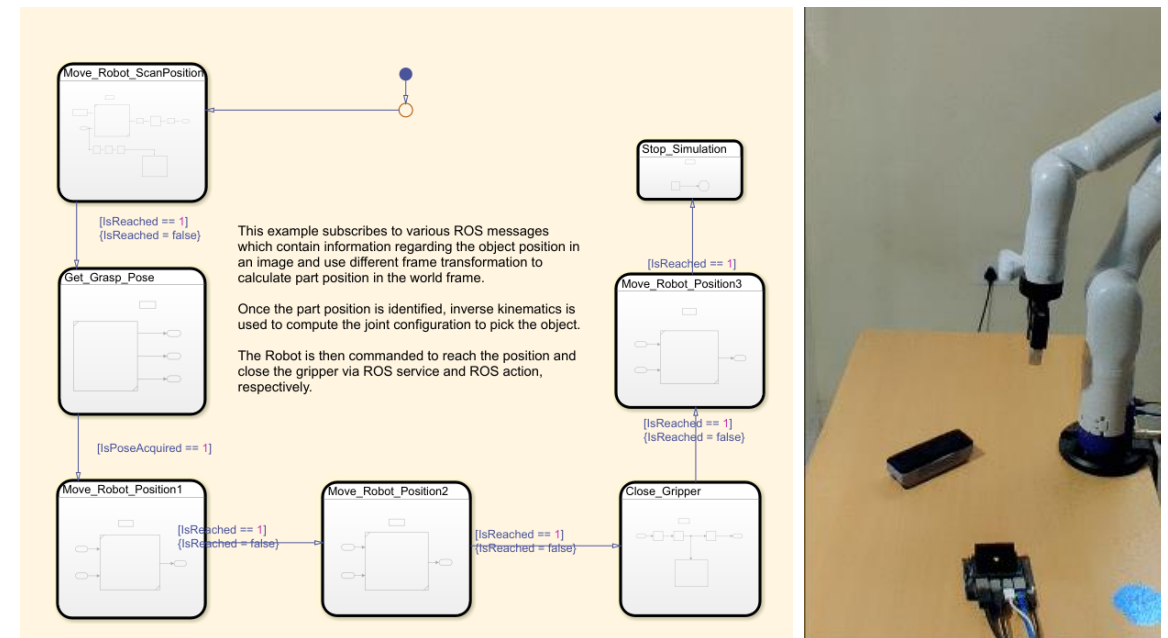 Move_Robot_ScanPosition
[IsReached == 1]
{IsReached = false}
Get_Grasp_Pose
[IsPoseAcquired == 1]
Move_Robot_Position1
[IsReached == 1]
{IsReached = false}
Move_Robot_Position2
[IsReached == 1]
{IsReached = false}
Close_Gripper
[IsReached == 1]
{IsReached = false}
Move_Robot_Position3
[IsReached == 1]
Stop_Simulation
This example subscribes to various ROS messages
which contain information regarding the object position in
an image and use different frame transformation to
calculate part position in the world frame.
Once the part position is identified, inverse kinematics is
used to compute the joint configuration to pick the object.
The Robot is then commanded to reach the position and
close the gripper via ROS service and ROS action,
respectively.